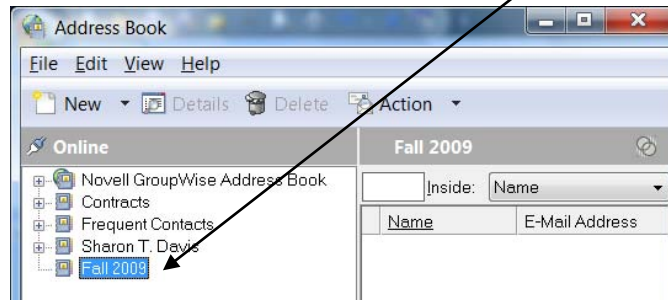 Address Book
File Edit View Help
New Details Delete Action
Online Fall 2009
Novell GroupWise Address Book
Contracts
Frequent Contacts
Sharon T. Davis
Fall 2009
Inside: Name
Name E-Mail Address